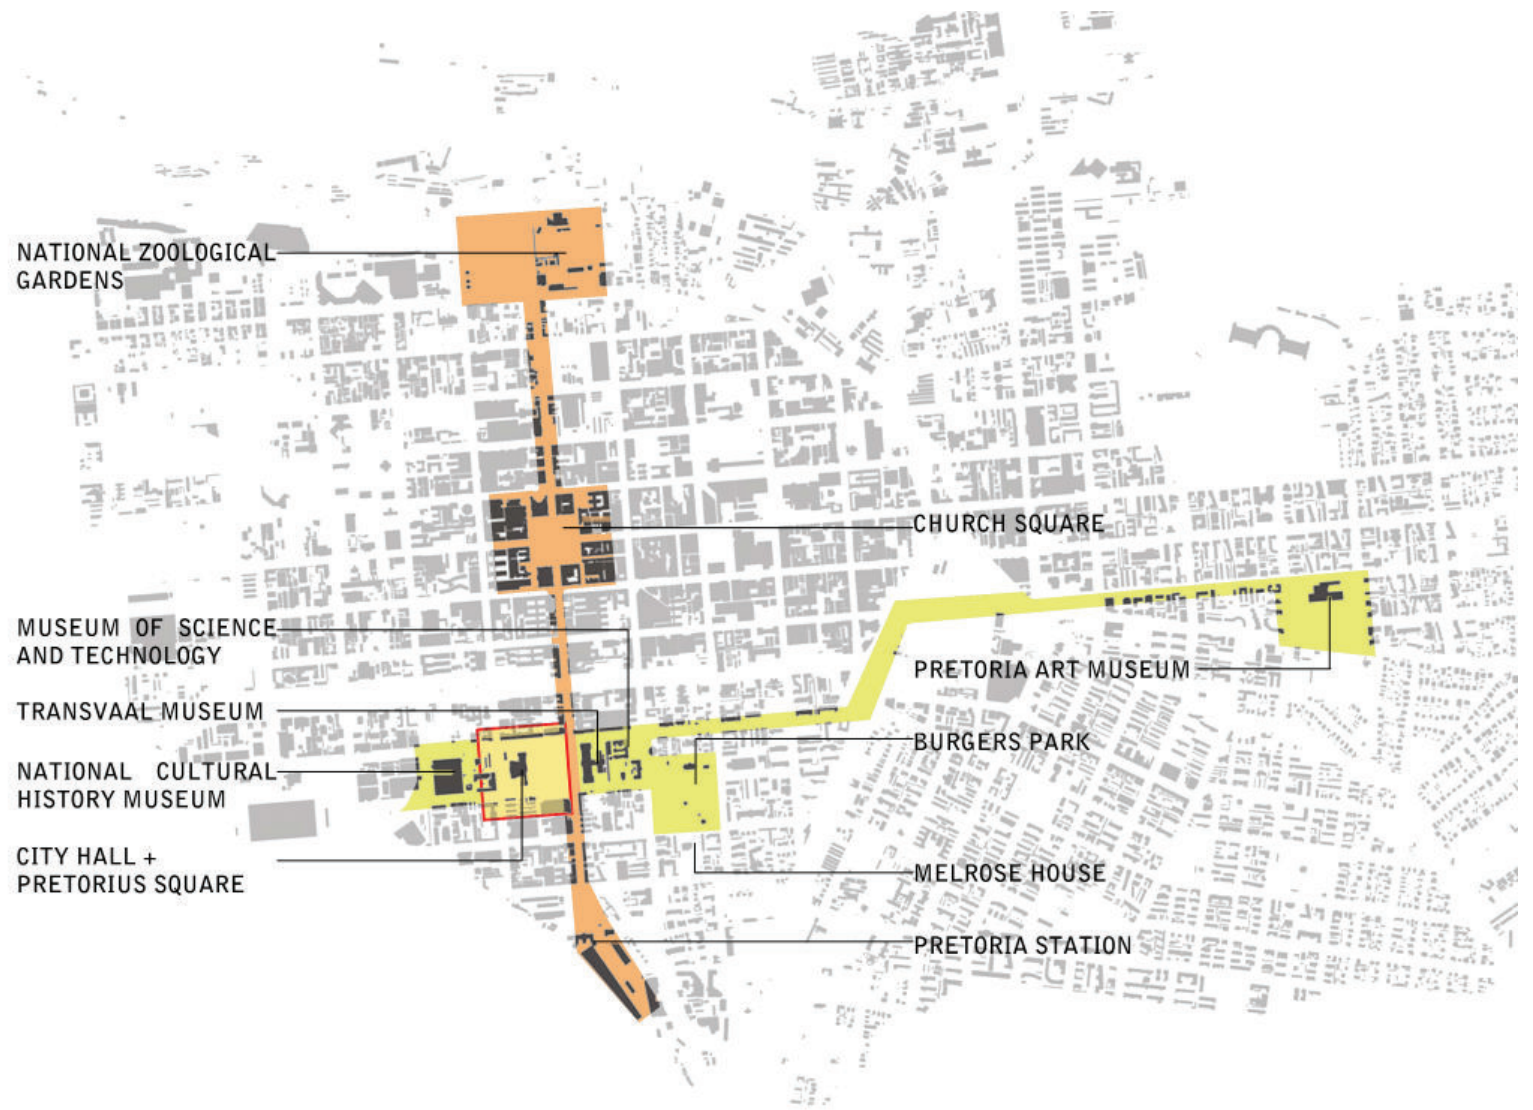 NATIONAL ZOOLOGICAL
GARDENS
CHURCH SQUARE
MUSEUM OF SCIENCE
AND TECHNOLOGY
PRETORIA ART MUSEUM
TRANSVAAL MUSEUM
BURGERS PARK
NATIONAL CULTURAL
HISTORY MUSEUM
CITY HALL +
PRETORIUS SQUARE
MELROSE HOUSE
PRETORIA STATION